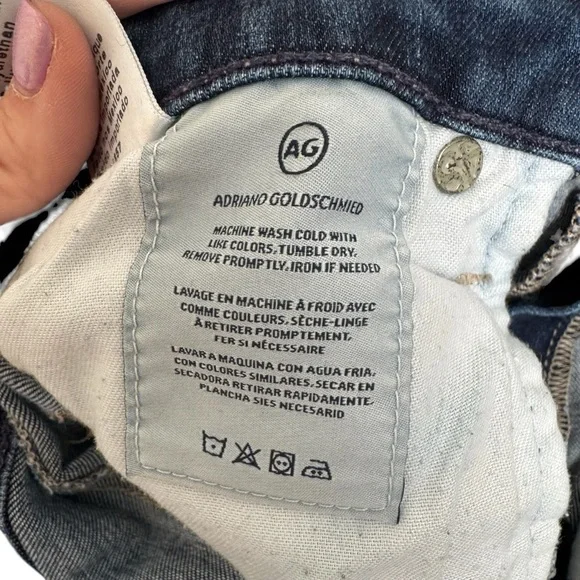 AG
ADRIANO GOLDSCHMIED
MACHINE WASH COLD WITH
LIKE COLORS. TUMBLE DRY.
REMOVE PROMPTLY. IRON IF NEEDED
LAVAGE EN MACHINE À FROID AVEC
COMME COULEURS. SÈCHE-LINGE
À RETIRER PROMPTEMENT.
FER SI NÉCESSAIRE
LAVAR A MAQUINA CON AGUA FRIA.
CON COLORES SIMILARES. SECAR EN
SECADORA RETIRAR RAPIDAMENTE.
PLANCHA SIES NECESARIO